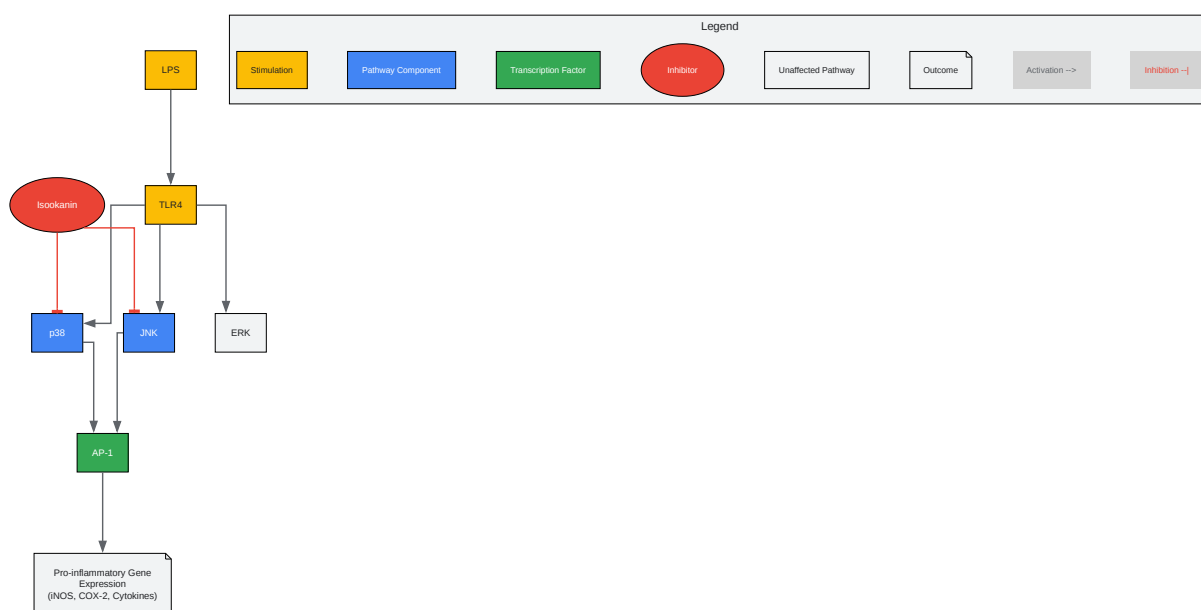 Legend
LPS
Stimulation
Pathway Component
Transcription Factor
Inhibitor
Unaffected Pathway
Outcome
Activation -->
Inhibition --|
Isookanin
TLR4
p38
JNK
ERK
AP-1
Pro-inflammatory Gene
Expression
(iNOS, COX-2, Cytokines)